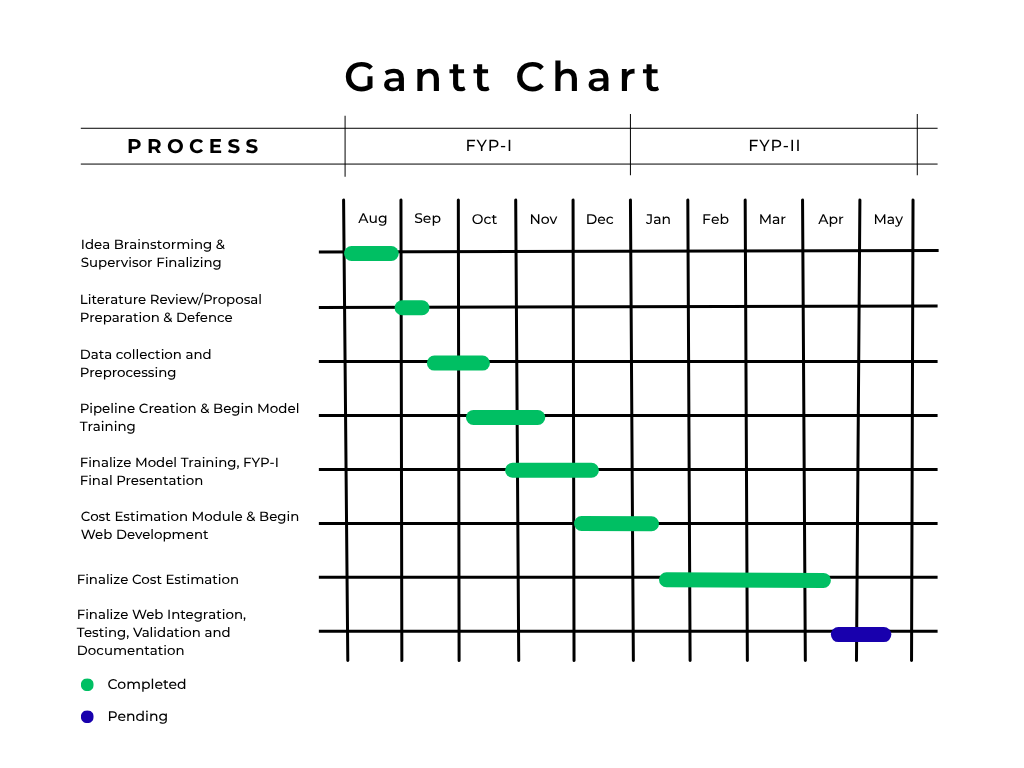 Gantt Chart
PROCESS FYP-I FYP-II
Aug Sep Oct Nov Dec Jan Feb Mar Apr May
Idea Brainstorming &
Supervisor Finalizing
Literature Review/Proposal
Preparation & Defence
Data collection and
Preprocessing
Pipeline Creation & Begin Model
Training
Finalize Model Training, FYP-I
Final Presentation
Cost Estimation Module & Begin
Web Development
Finalize Cost Estimation
Finalize Web Integration,
Testing, Validation and
Documentation
Completed
Pending